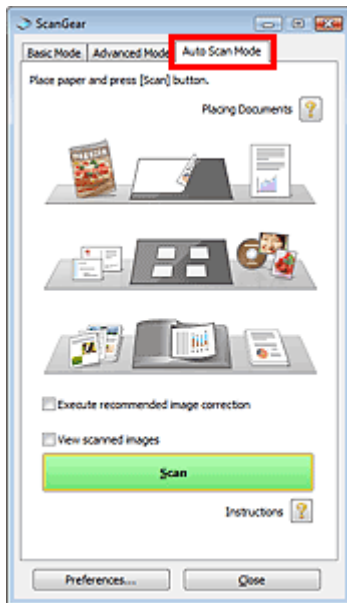 ScanGear
Basic Mode Advanced Mode Auto Scan Mode
Place paper and press [Scan] button.
Placing Documents
Execute recommended image correction
View scanned images
Scan
Instructions
Preferences... Close